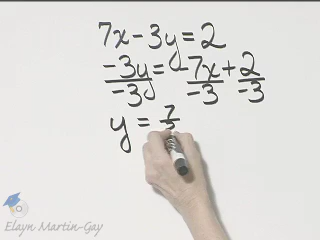 7x - 3y = 2
-3y/-3 = -7x/-3 + 2/-3
y = 7/
Elayn Martin-Gay